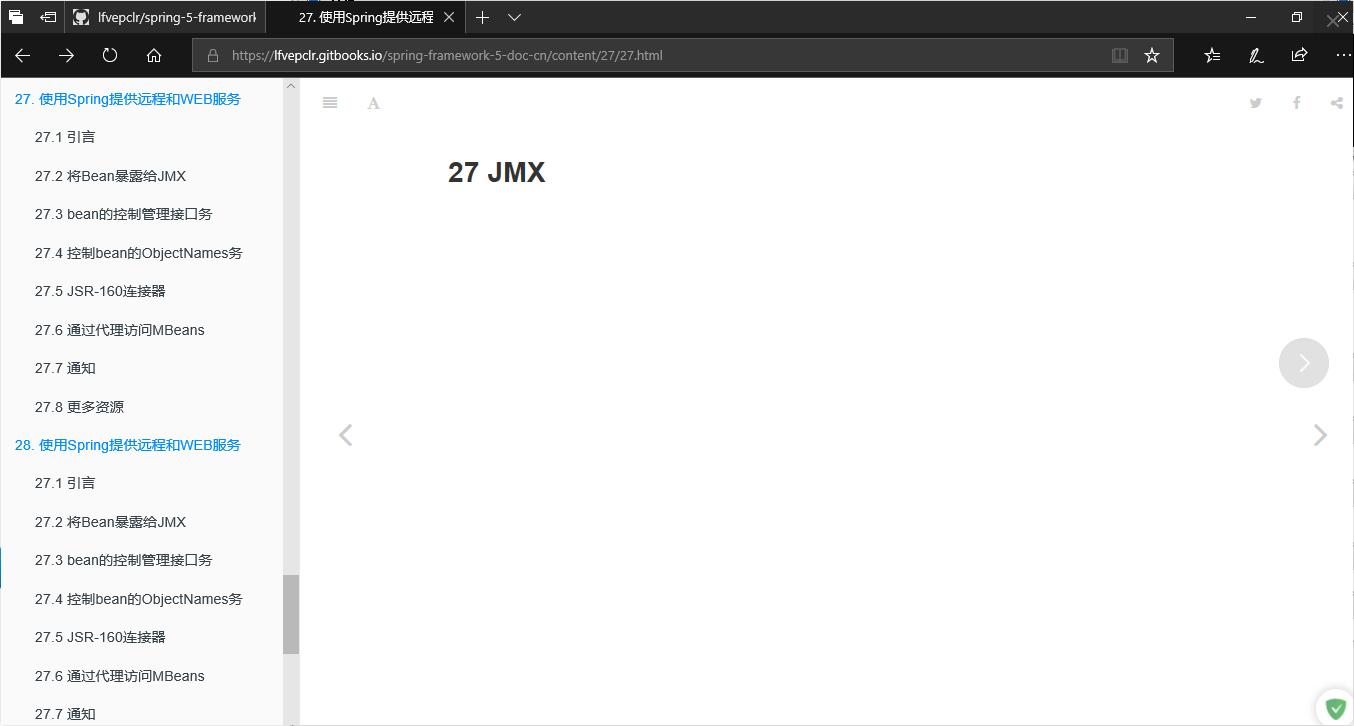 lfvepclr/spring-5-framework
27. 使用Spring提供远程
https://lfvepclr.gitbooks.io/spring-framework-5-doc-cn/content/27/27.html
27. 使用Spring提供远程和WEB服务
27.1 引言
27.2 将Bean暴露给JMX
27.3 bean的控制管理接口务
27.4 控制bean的ObjectNames务
27.5 JSR-160连接器
27.6 通过代理访问MBeans
27.7 通知
27.8 更多资源
28. 使用Spring提供远程和WEB服务
27.1 引言
27.2 将Bean暴露给JMX
27.3 bean的控制管理接口务
27.4 控制bean的ObjectNames务
27.5 JSR-160连接器
27.6 通过代理访问MBeans
27.7 通知
A
27 JMX